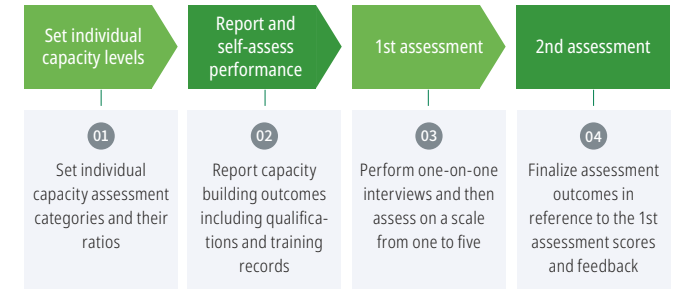 Set individual
capacity levels
Report and
self-assess
performance
1st assessment
2nd assessment
01
Set individual
capacity assessment
categories and their
ratios
02
Report capacity
building outcomes
including qualifica-
tions and training
records
03
Perform one-on-one
interviews and then
assess on a scale
from one to five
04
Finalize assessment
outcomes in
reference to the 1st
assessment scores
and feedback